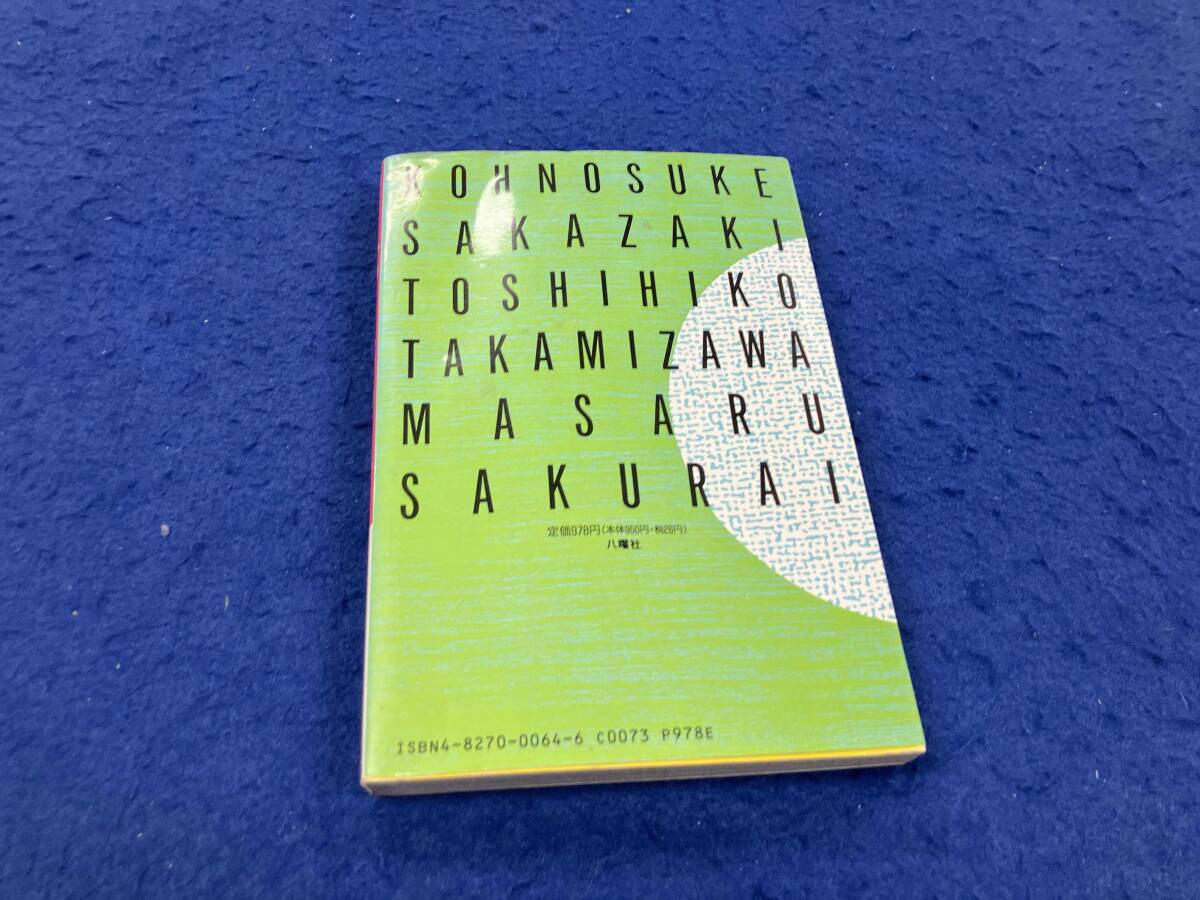 KOHNOSUKE
SAKAZAKI
TOSHIHIKO
TAKAMIZAWA
MASARU
SAKURAI
定価978円(本体950円・税28円)
八曜社
ISBN4-8270-0064-6 C0073 P978E